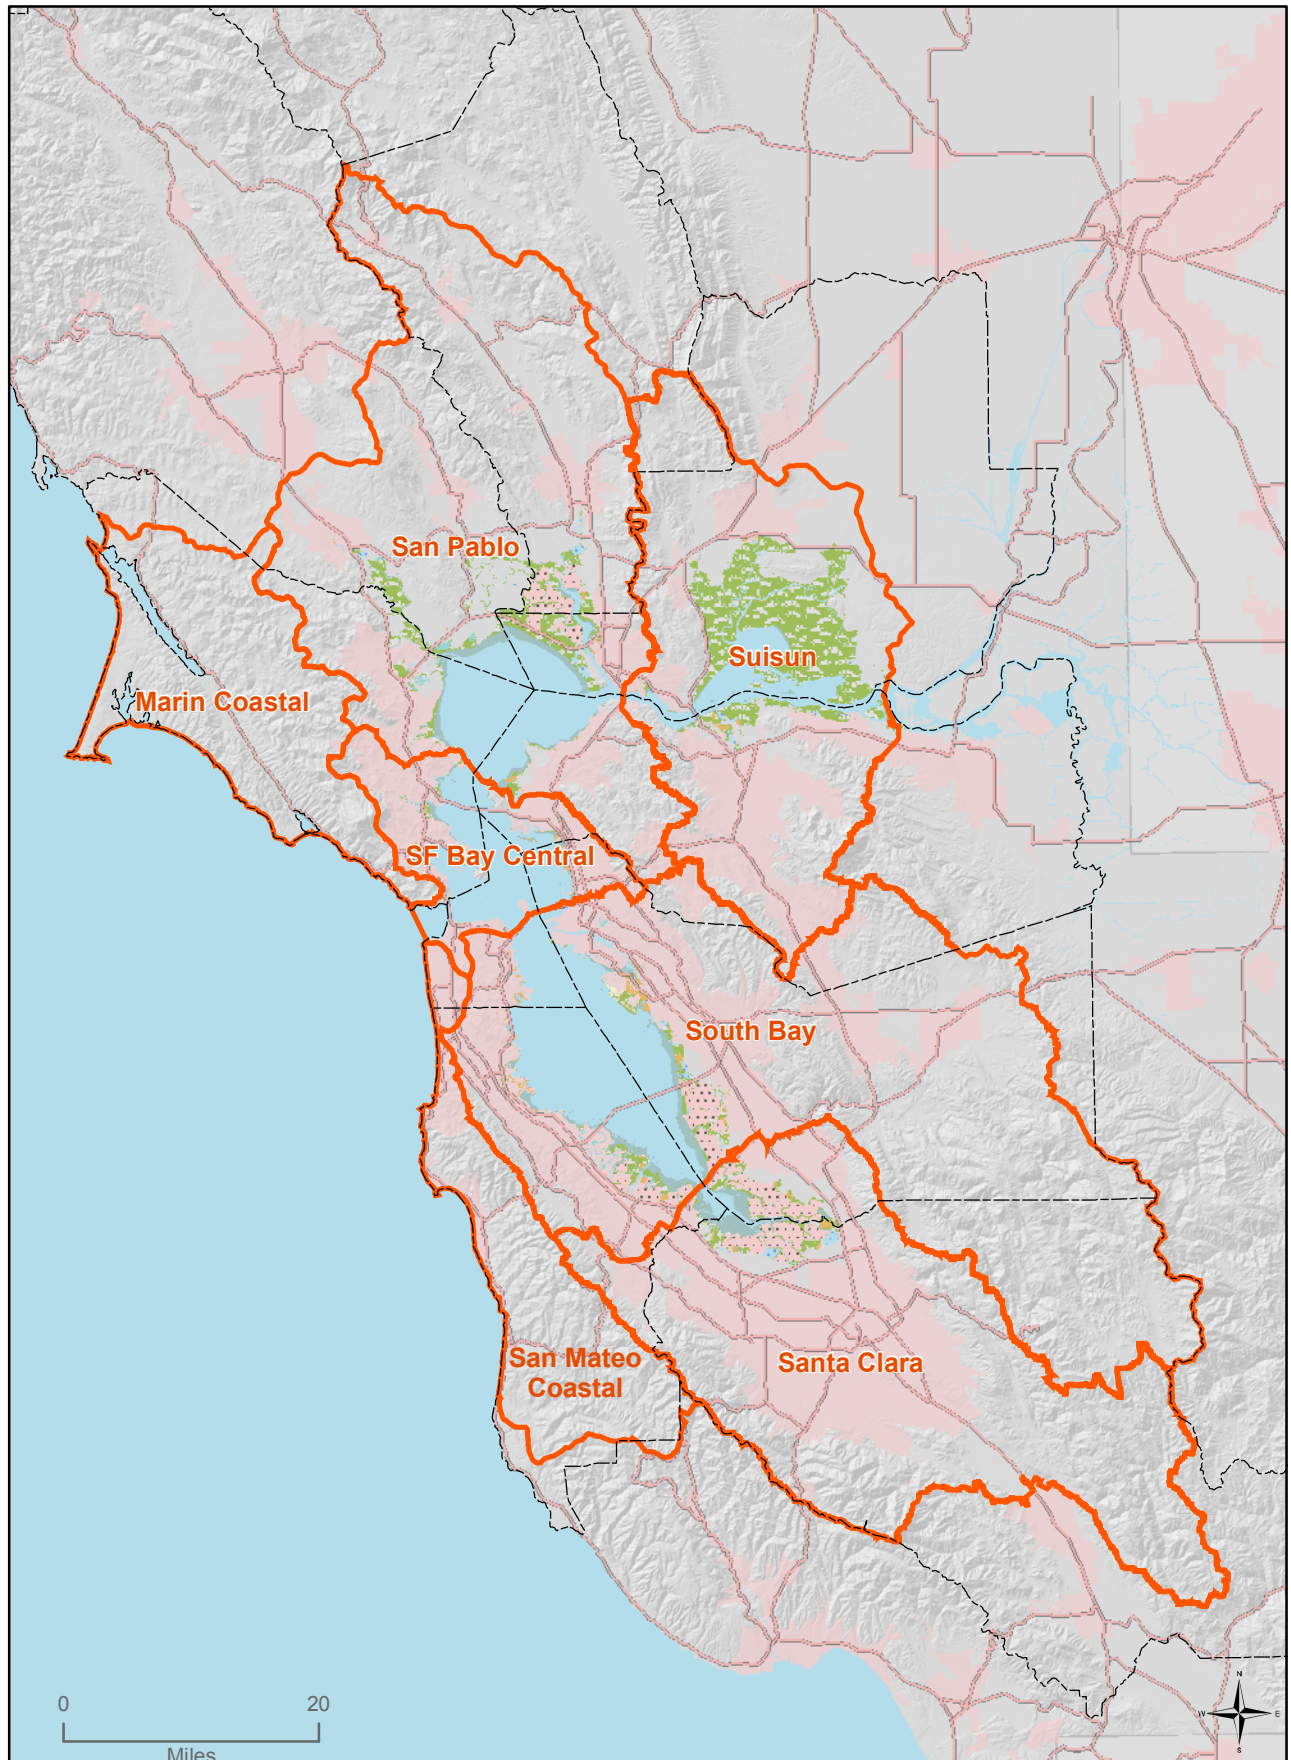 San Pablo
Suisun
Marin Coastal
SF Bay Central
South Bay
San Mateo
Coastal
Santa Clara
0 20
Miles
N
W E
S